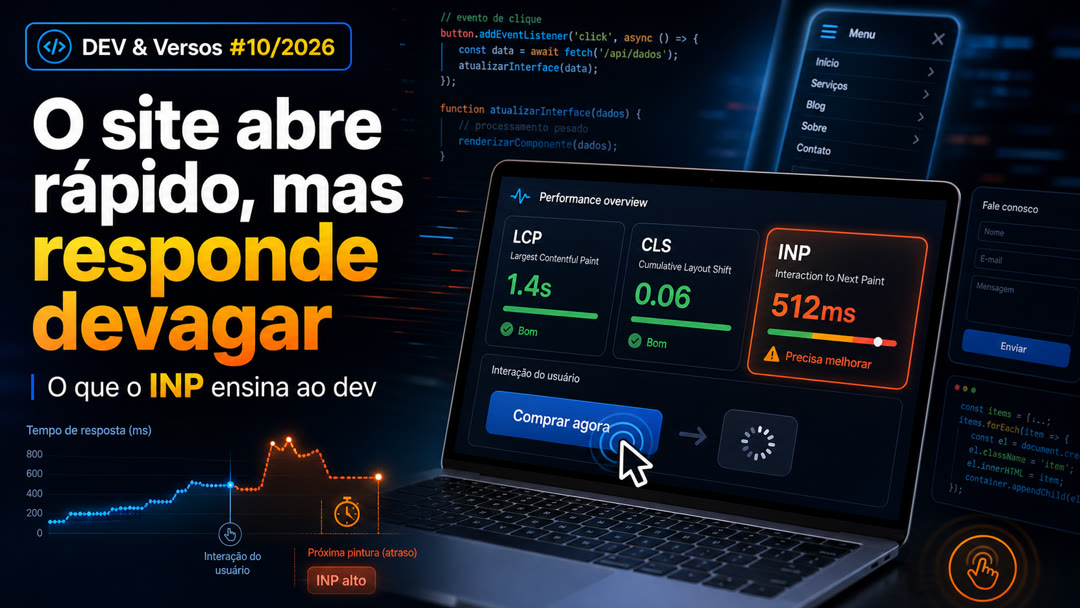 DEV & Versos #10/2026
O site abre
rápido, mas
responde
devagar
O que o INP ensina ao dev
Tempo de resposta (ms)
800
600
400
200
0
Interação do
usuário
Próxima pintura (atraso)
INP alto
// evento de clique
button.addEventListener('click', async () => {
const data = await fetch('/api/dados');
atualizarInterface(data);
});
function atualizarInterface(dados) {
// processamento pesado
renderizarComponente(dados);
}
Menu
Início
Serviços
Blog
Sobre
Contato
Performance overview
LCP
Largest Contentful Paint
1.4s
Bom
CLS
Cumulative Layout Shift
0.06
Bom
INP
Interaction to Next Paint
512ms
Precisa melhorar
Interação do usuário
Comprar agora
Fale conosco
Nome
E-mail
Mensagem
Enviar
const items = [...];
items.forEach(item => {
const el = document.cre
el.className = 'item';
el.innerHTML = item;
container.appendChild(el
});